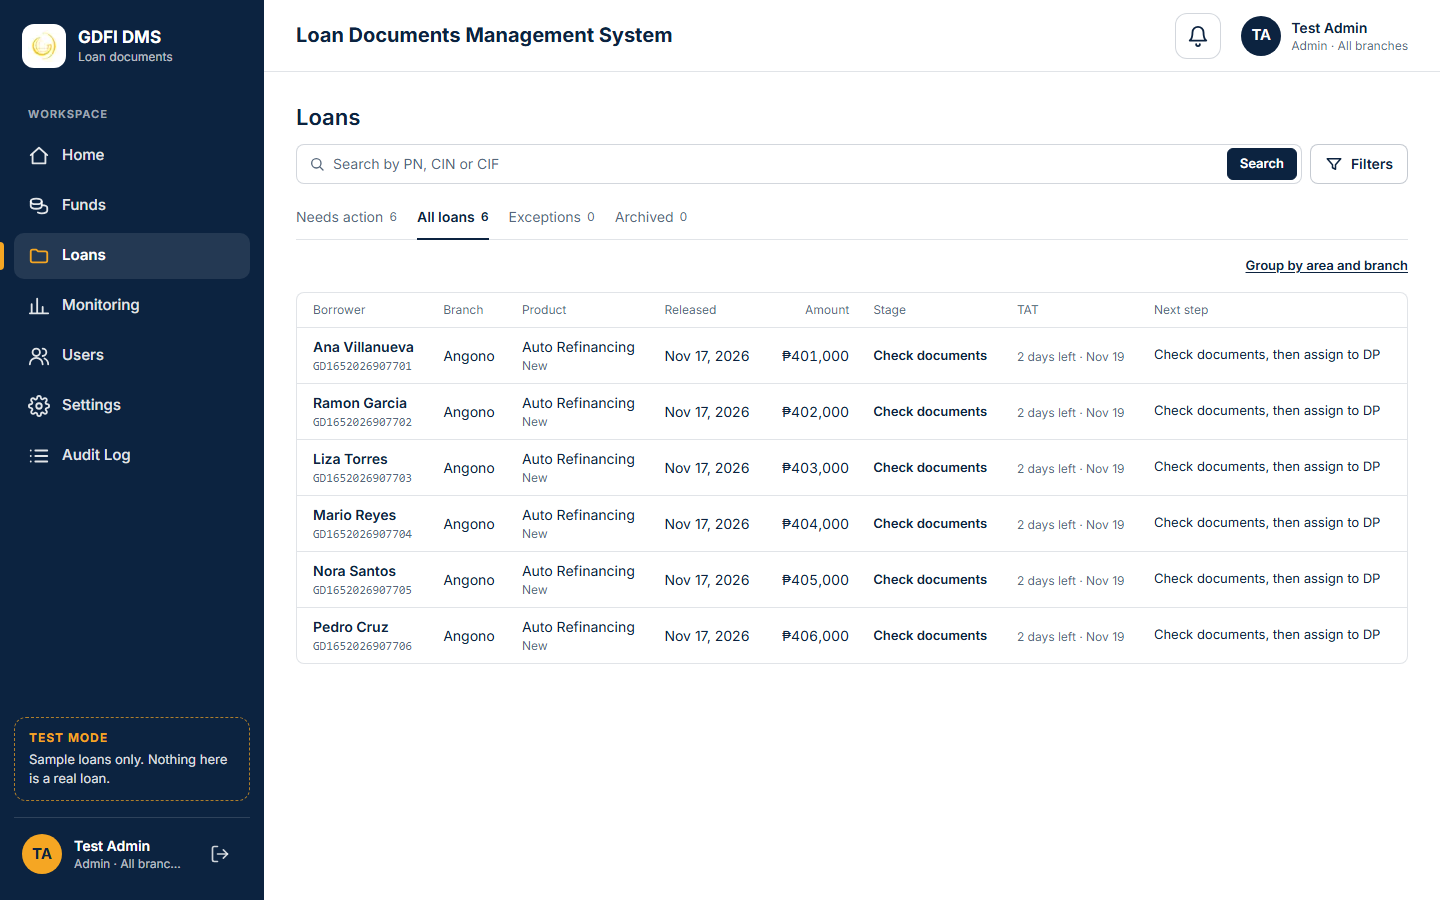 GDFI DMS
Loan documents
WORKSPACE
Home
Funds
Loans
Monitoring
Users
Settings
Audit Log
TEST MODE
Sample loans only. Nothing here
is a real loan.
TA
Test Admin
Admin · All branc...
Loan Documents Management System
TA
Test Admin
Admin · All branches
Loans
Search by PN, CIN or CIF
Search
Filters
Needs action 6 All loans 6 Exceptions 0 Archived 0
Group by area and branch
Borrower Branch Product Released Amount Stage TAT Next step
Ana Villanueva Angono Auto Refinancing Nov 17, 2026 ₱401,000 Check documents 2 days left · Nov 19 Check documents, then assign to DP
GD1652026907701 New
Ramon Garcia Angono Auto Refinancing Nov 17, 2026 ₱402,000 Check documents 2 days left · Nov 19 Check documents, then assign to DP
GD1652026907702 New
Liza Torres Angono Auto Refinancing Nov 17, 2026 ₱403,000 Check documents 2 days left · Nov 19 Check documents, then assign to DP
GD1652026907703 New
Mario Reyes Angono Auto Refinancing Nov 17, 2026 ₱404,000 Check documents 2 days left · Nov 19 Check documents, then assign to DP
GD1652026907704 New
Nora Santos Angono Auto Refinancing Nov 17, 2026 ₱405,000 Check documents 2 days left · Nov 19 Check documents, then assign to DP
GD1652026907705 New
Pedro Cruz Angono Auto Refinancing Nov 17, 2026 ₱406,000 Check documents 2 days left · Nov 19 Check documents, then assign to DP
GD1652026907706 New